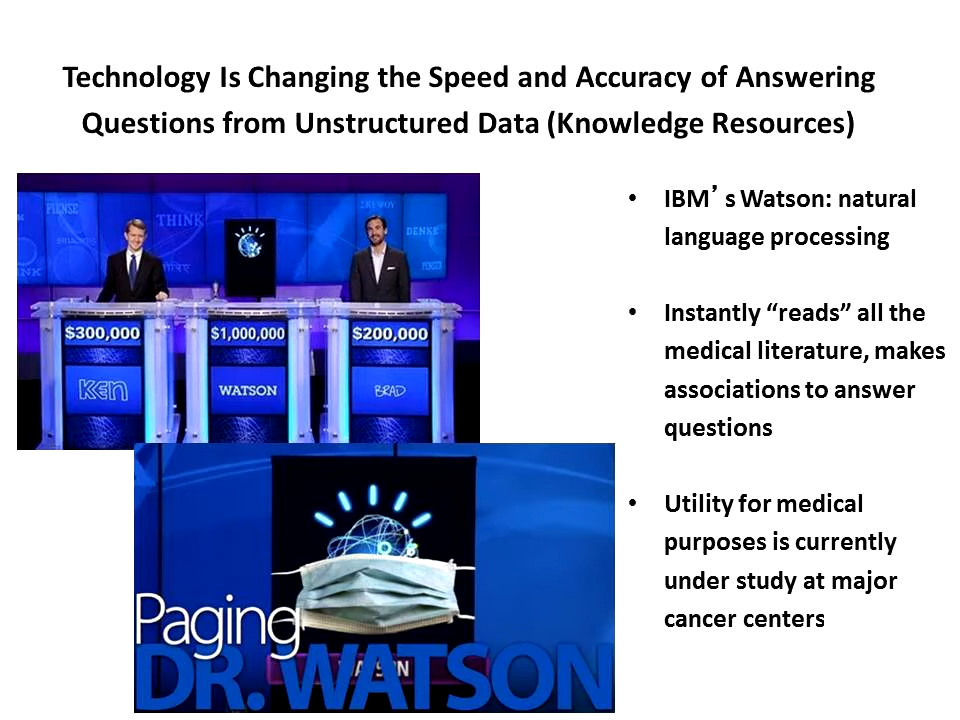 Technology Is Changing the Speed and Accuracy of Answering
Questions from Unstructured Data (Knowledge Resources)
PIENSE
THINK
DENKE
$300,000
$1,000,000
$200,000
KEN
WATSON
BRAD
Paging
DR. WATSON
• IBM’s Watson: natural
language processing
• Instantly “reads” all the
medical literature, makes
associations to answer
questions
• Utility for medical
purposes is currently
under study at major
cancer centers